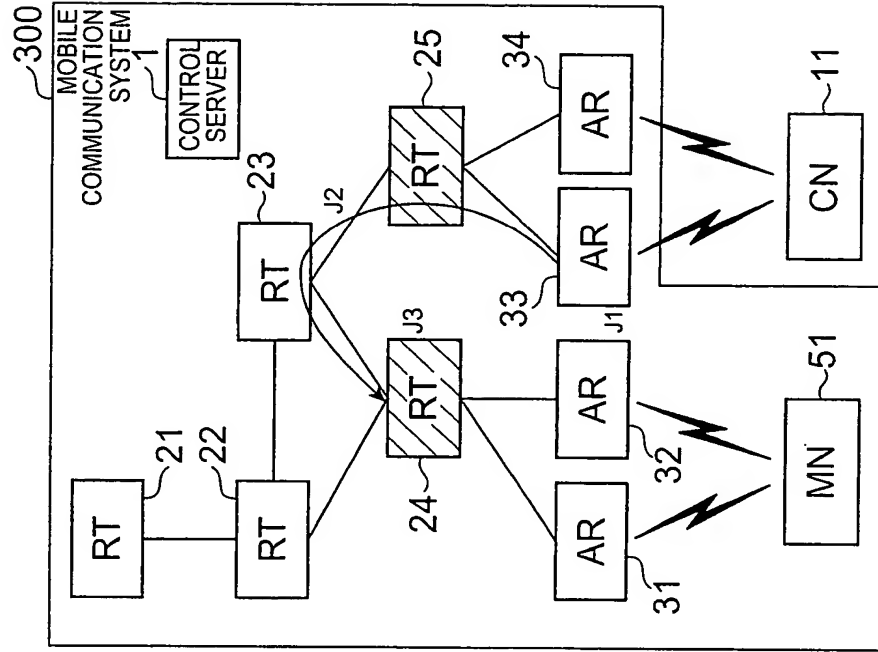 300
MOBILE
COMMUNICATION
SYSTEM
1
CONTROL
SERVER
RT
21
RT
22
RT
23
J2
RT
24
J3
RT
25
AR
31
AR
32
J1
AR
33
AR
34
MN
51
CN
11